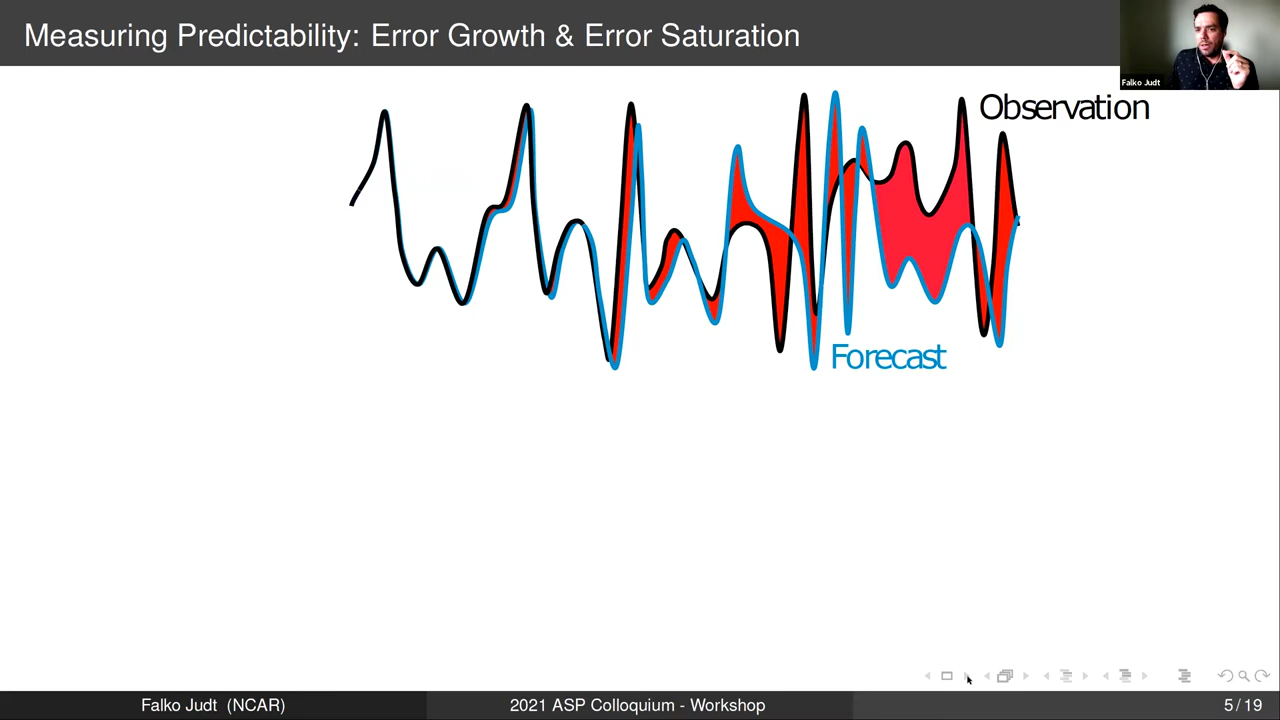 Measuring Predictability: Error Growth & Error Saturation
Falko Judt
Observation
Forecast
Falko Judt (NCAR)
2021 ASP Colloquium - Workshop
5 / 19